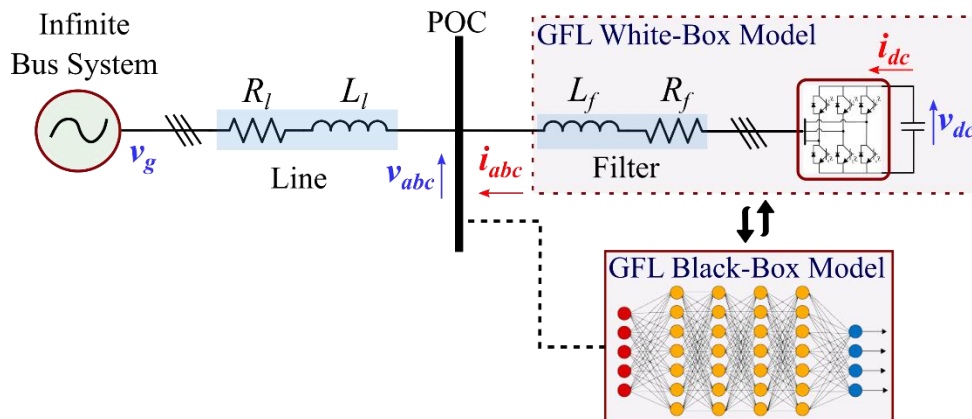 Infinite
Bus System
v_g
R_l
L_l
Line
v_abc
POC
i_abc
GFL White-Box Model
L_f
R_f
Filter
i_dc
v_dc
GFL Black-Box Model